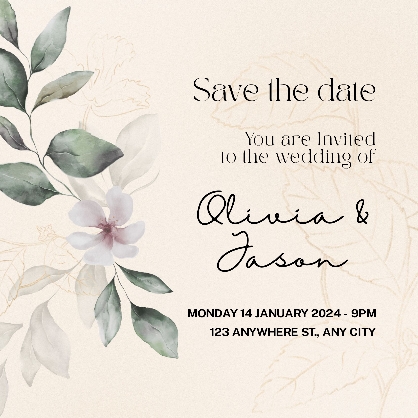 Save the date
You are Invited
to the wedding of
Olivia &
Jason
MONDAY 14 JANUARY 2024 - 9PM
123 ANYWHERE ST., ANY CITY